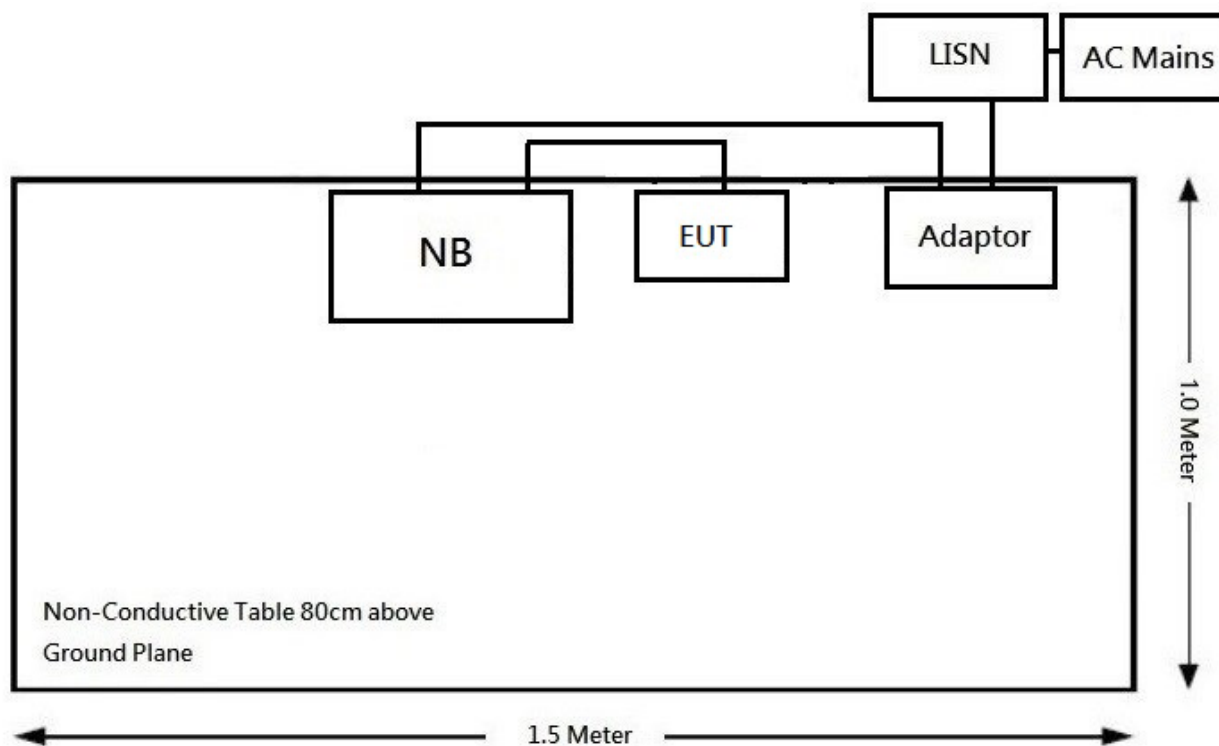 LISN
AC Mains
NB
EUT
Adaptor
1.0 Meter
Non-Conductive Table 80cm above
Ground Plane
1.5 Meter